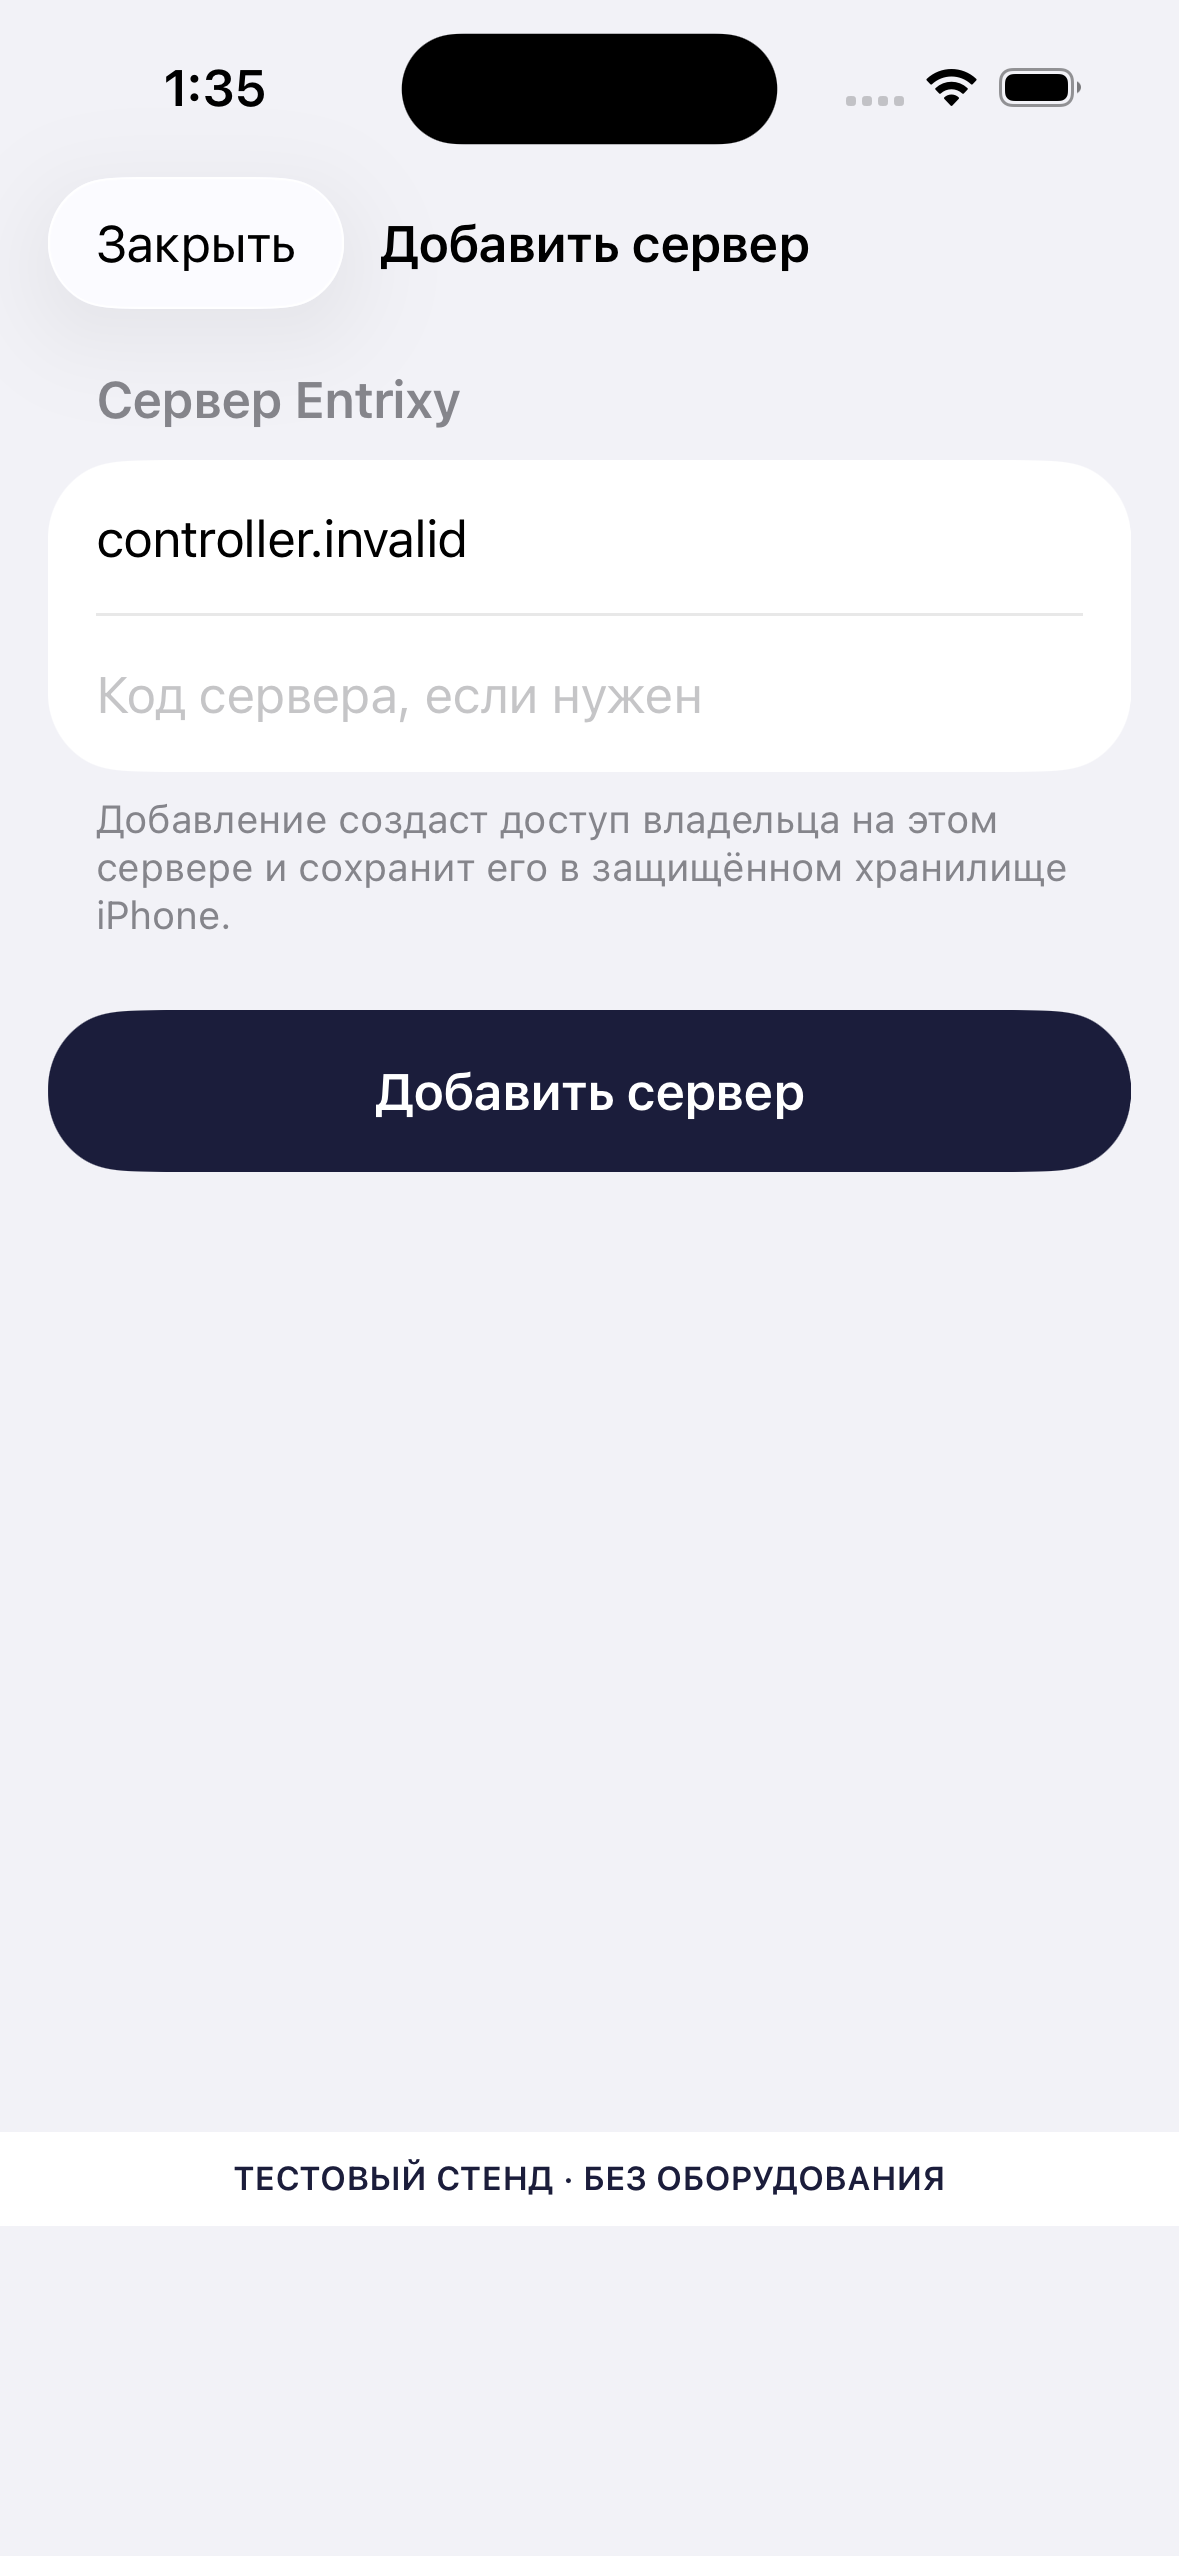 1:35
Закрыть
Добавить сервер
Сервер Entrixy
controller.invalid
Код сервера, если нужен
Добавление создаст доступ владельца на этом
сервере и сохранит его в защищённом хранилище
iPhone.
Добавить сервер
ТЕСТОВЫЙ СТЕНД · БЕЗ ОБОРУДОВАНИЯ